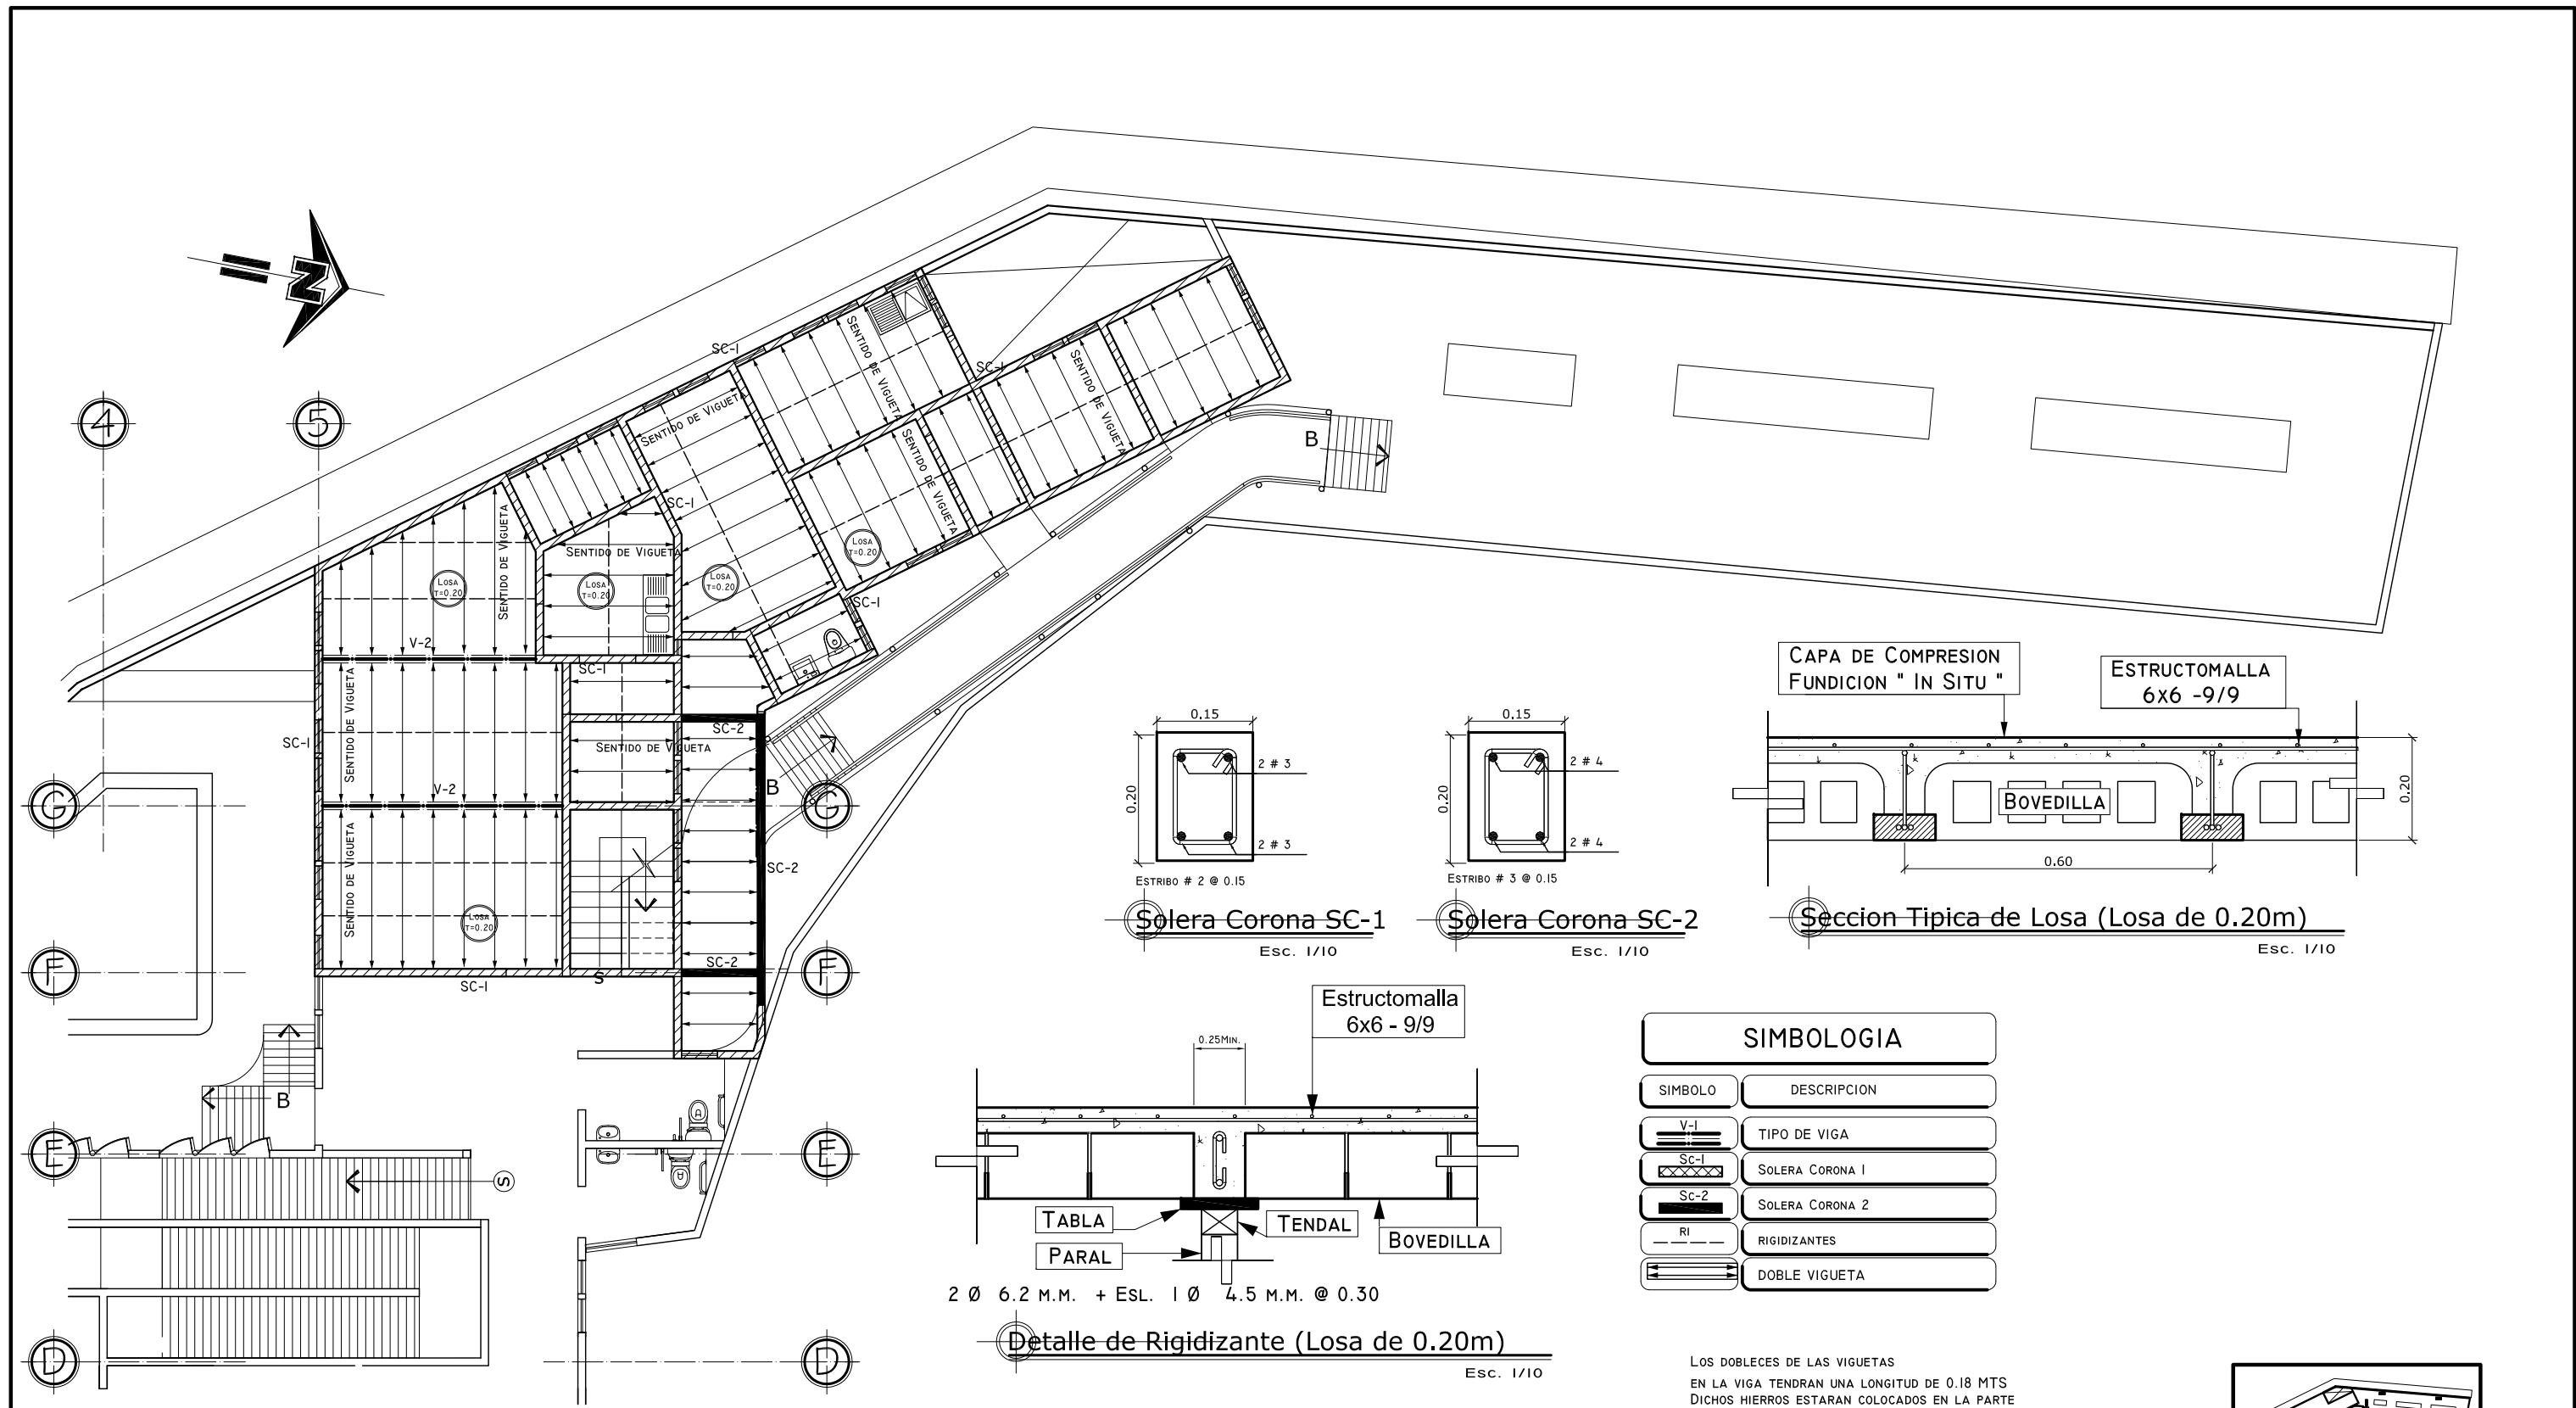 N
4
5
SC-1
SC-1
SENTIDO DE VIGUETA
SENTIDO DE VIGUETA
SENTIDO DE VIGUETA
SENTIDO DE VIGUETA
B
SC-1
SENTIDO DE VIGUETA
SENTIDO DE VIGUETA
LOSA
T=0.20
LOSA
T=0.20
LOSA
T=0.20
LOSA
T=0.20
SC-1
V-2
SC-1
SENTIDO DE VIGUETA
SC-1
SC-2
SENTIDO DE VIGUETA
V-2
B
G
G
SENTIDO DE VIGUETA
SC-2
LOSA
T=0.20
SC-2
F
F
SC-1
S
B
A
E
E
H
S
D
D
CAPA DE COMPRESION
FUNDICION " IN SITU "
ESTRUCTOMALLA
6x6 -9/9
0.15
0.20
2 # 3
2 # 3
ESTRIBO # 2 @ 0.15
Solera Corona SC-1
Esc. 1/10
0.15
0.20
2 # 4
2 # 4
ESTRIBO # 3 @ 0.15
Solera Corona SC-2
Esc. 1/10
BOVEDILLA
0.20
0.60
Seccion Tipica de Losa (Losa de 0.20m)
Esc. 1/10
Estructomalla
6x6 - 9/9
0.25MIN.
TABLA
TENDAL
BOVEDILLA
PARAL
2 Ø 6.2 M.M. + ESL. 1 Ø 4.5 M.M. @ 0.30
Detalle de Rigidizante (Losa de 0.20m)
Esc. 1/10
SIMBOLOGIA
SIMBOLO DESCRIPCION
V-1 TIPO DE VIGA
Sc-1 SOLERA CORONA 1
Sc-2 SOLERA CORONA 2
RI RIGIDIZANTES
DOBLE VIGUETA
LOS DOBLECES DE LAS VIGUETAS
EN LA VIGA TENDRAN UNA LONGITUD DE 0.18 MTS
DICHOS HIERROS ESTARAN COLOCADOS EN LA PARTE